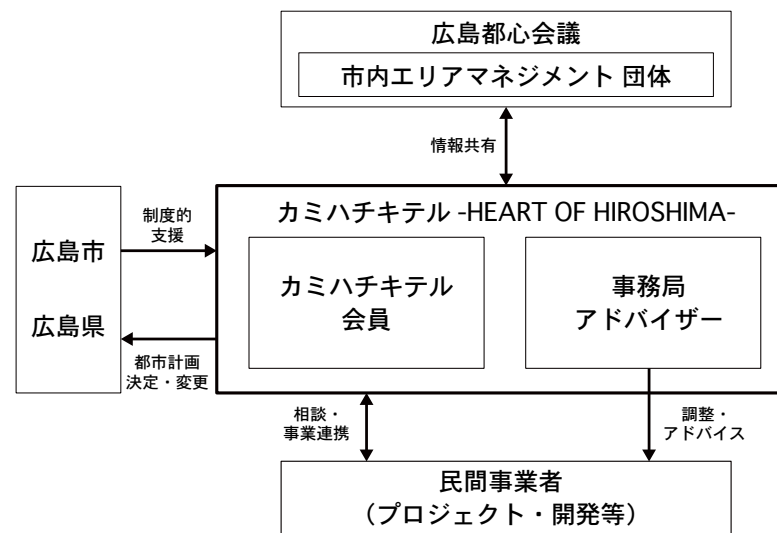 広島都心会議
市内エリアマネジメント 団体
情報共有
カミハチキテル -HEART OF HIROSHIMA-
制度的
支援
広島市
広島県
都市計画
決定・変更
カミハチキテル
会員
事務局
アドバイザー
相談・
事業連携
調整・
アドバイス
民間事業者
（プロジェクト・開発等）